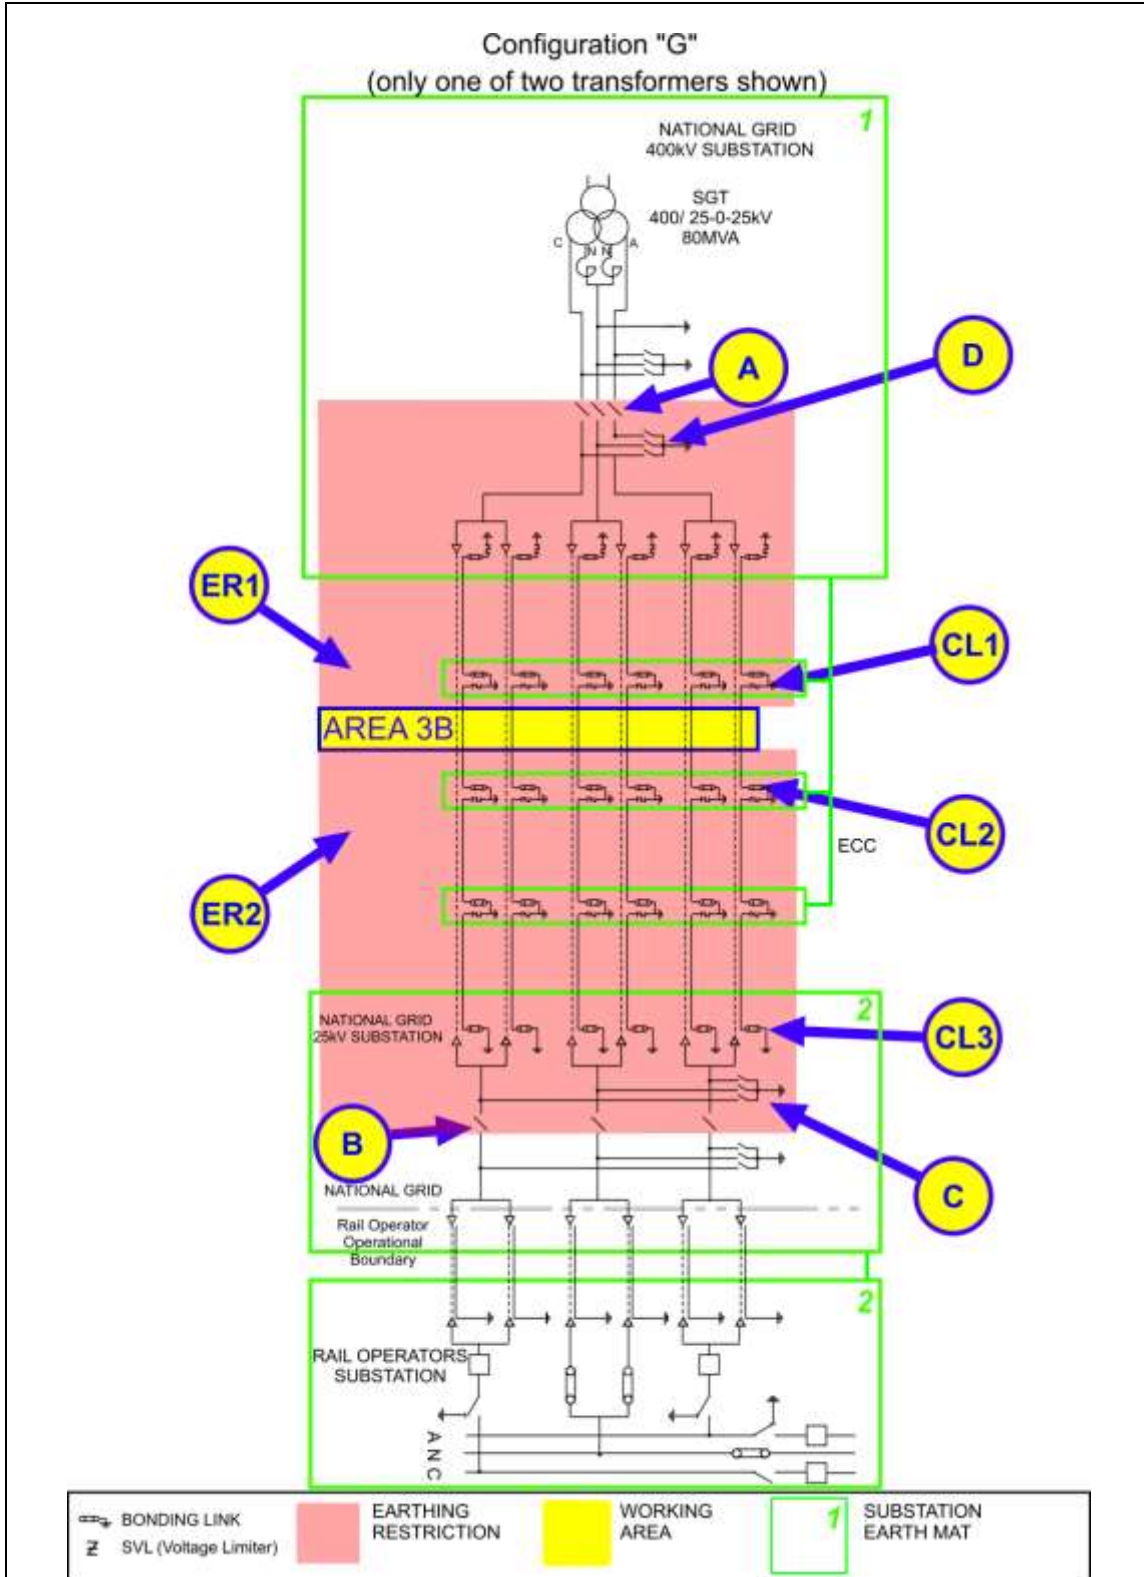 Configuration "G"
(only one of two transformers shown)
1
NATIONAL GRID
400kV SUBSTATION
SGT
400/ 25-0-25kV
80MVA
C
N N
A
A
D
ER1
CL1
AREA 3B
CL2
ECC
ER2
2
NATIONAL GRID
25kV SUBSTATION
CL3
B
C
NATIONAL GRID
Rail Operator
Operational
Boundary
2
RAIL OPERATORS
SUBSTATION
A
N
C
BONDING LINK
SVL (Voltage Limiter)
EARTHING
RESTRICTION
WORKING
AREA
1
SUBSTATION
EARTH MAT